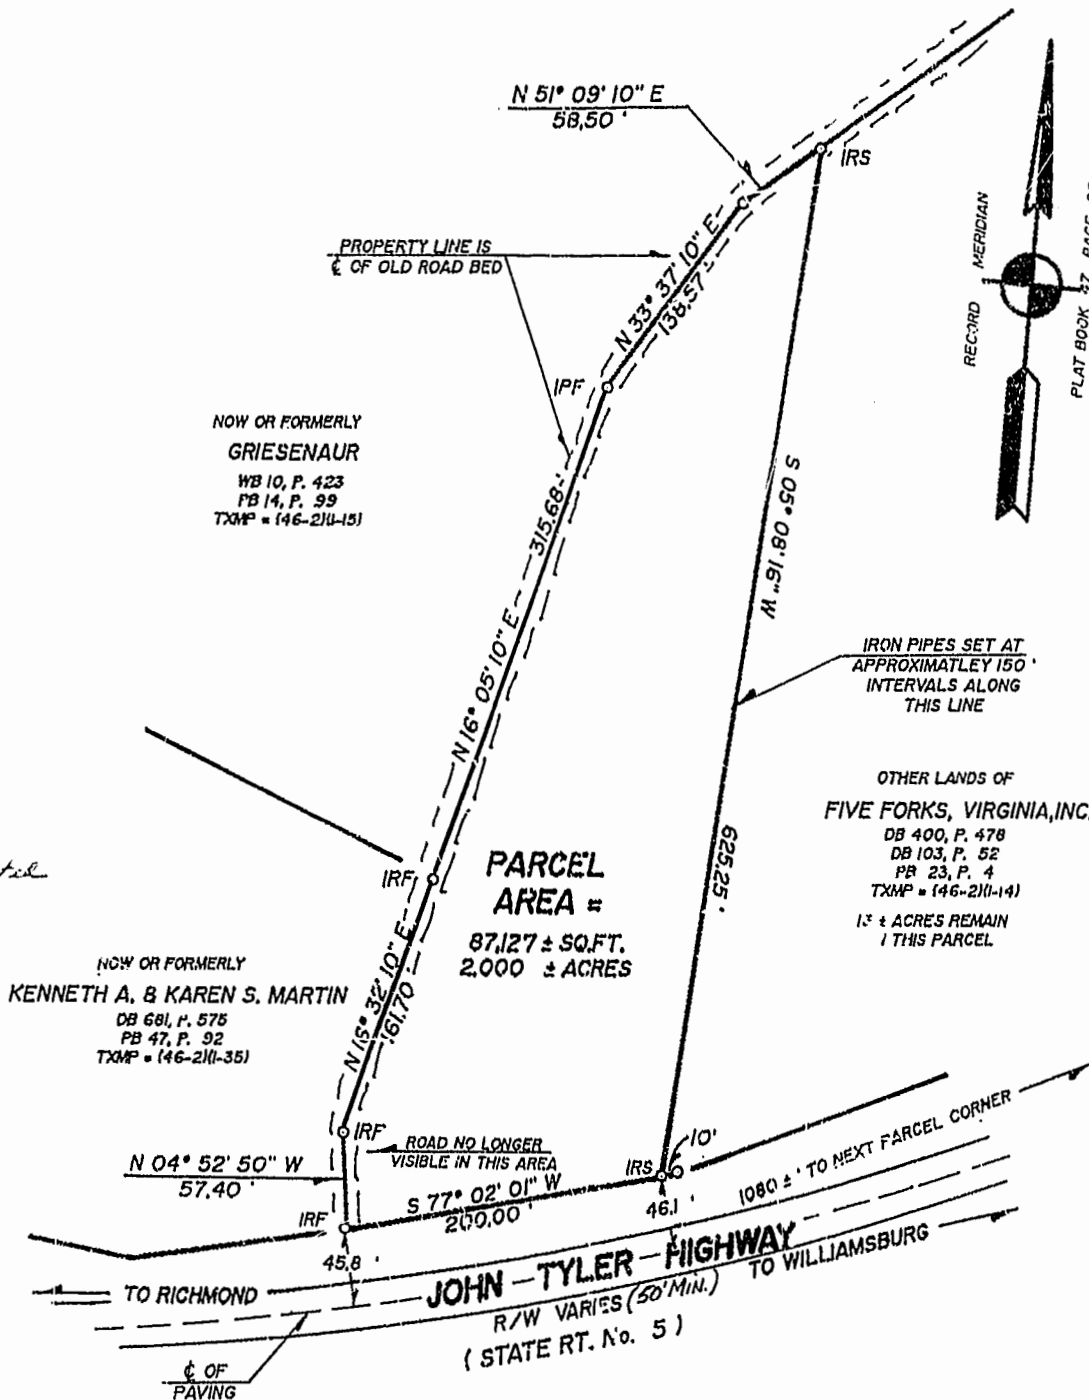 N 51° 09' 10" E
58.50'
IRS
PROPERTY LINE IS
℄ OF OLD ROAD BED
N 33° 37' 10" E
138.57'±
IPF
RECORD MERIDIAN
PLAT BOOK 47, PAGE
NOW OR FORMERLY
GRIESENAUR
WB 10, P. 423
PB 14, P. 99
TXMP = (46-2)(1-15)
315.68'
N 16° 05' 10" E
S 05° 08' 16" W
625.25'
IRON PIPES SET AT
APPROXIMATLEY 150'
INTERVALS ALONG
THIS LINE
OTHER LANDS OF
FIVE FORKS, VIRGINIA, INC.
DB 400, P. 478
DB 103, P. 52
PB 23, P. 4
TXMP = (46-2)(1-14)
± ACRES REMAIN
THIS PARCEL
IRF
PARCEL
AREA =
87,127 ± SQ.FT.
2.000 ± ACRES
NOW OR FORMERLY
KENNETH A. & KAREN S. MARTIN
DB 681, P. 575
PB 47, P. 92
TXMP = (46-2)(1-35)
32' 10" E
161.70'
IRF
ROAD NO LONGER
VISIBLE IN THIS AREA
N 04° 52' 50" W
57.40'
IRF
S 77° 02' 01" W
200.00'
IRS
10'
46.1
45.8'
1080 ±' TO NEXT PARCEL CORNER
TO RICHMOND
JOHN TYLER HIGHWAY
TO WILLIAMSBURG
R/W VARIES (50' MIN.)
( STATE RT. No. 5 )
℄ OF
PAVING